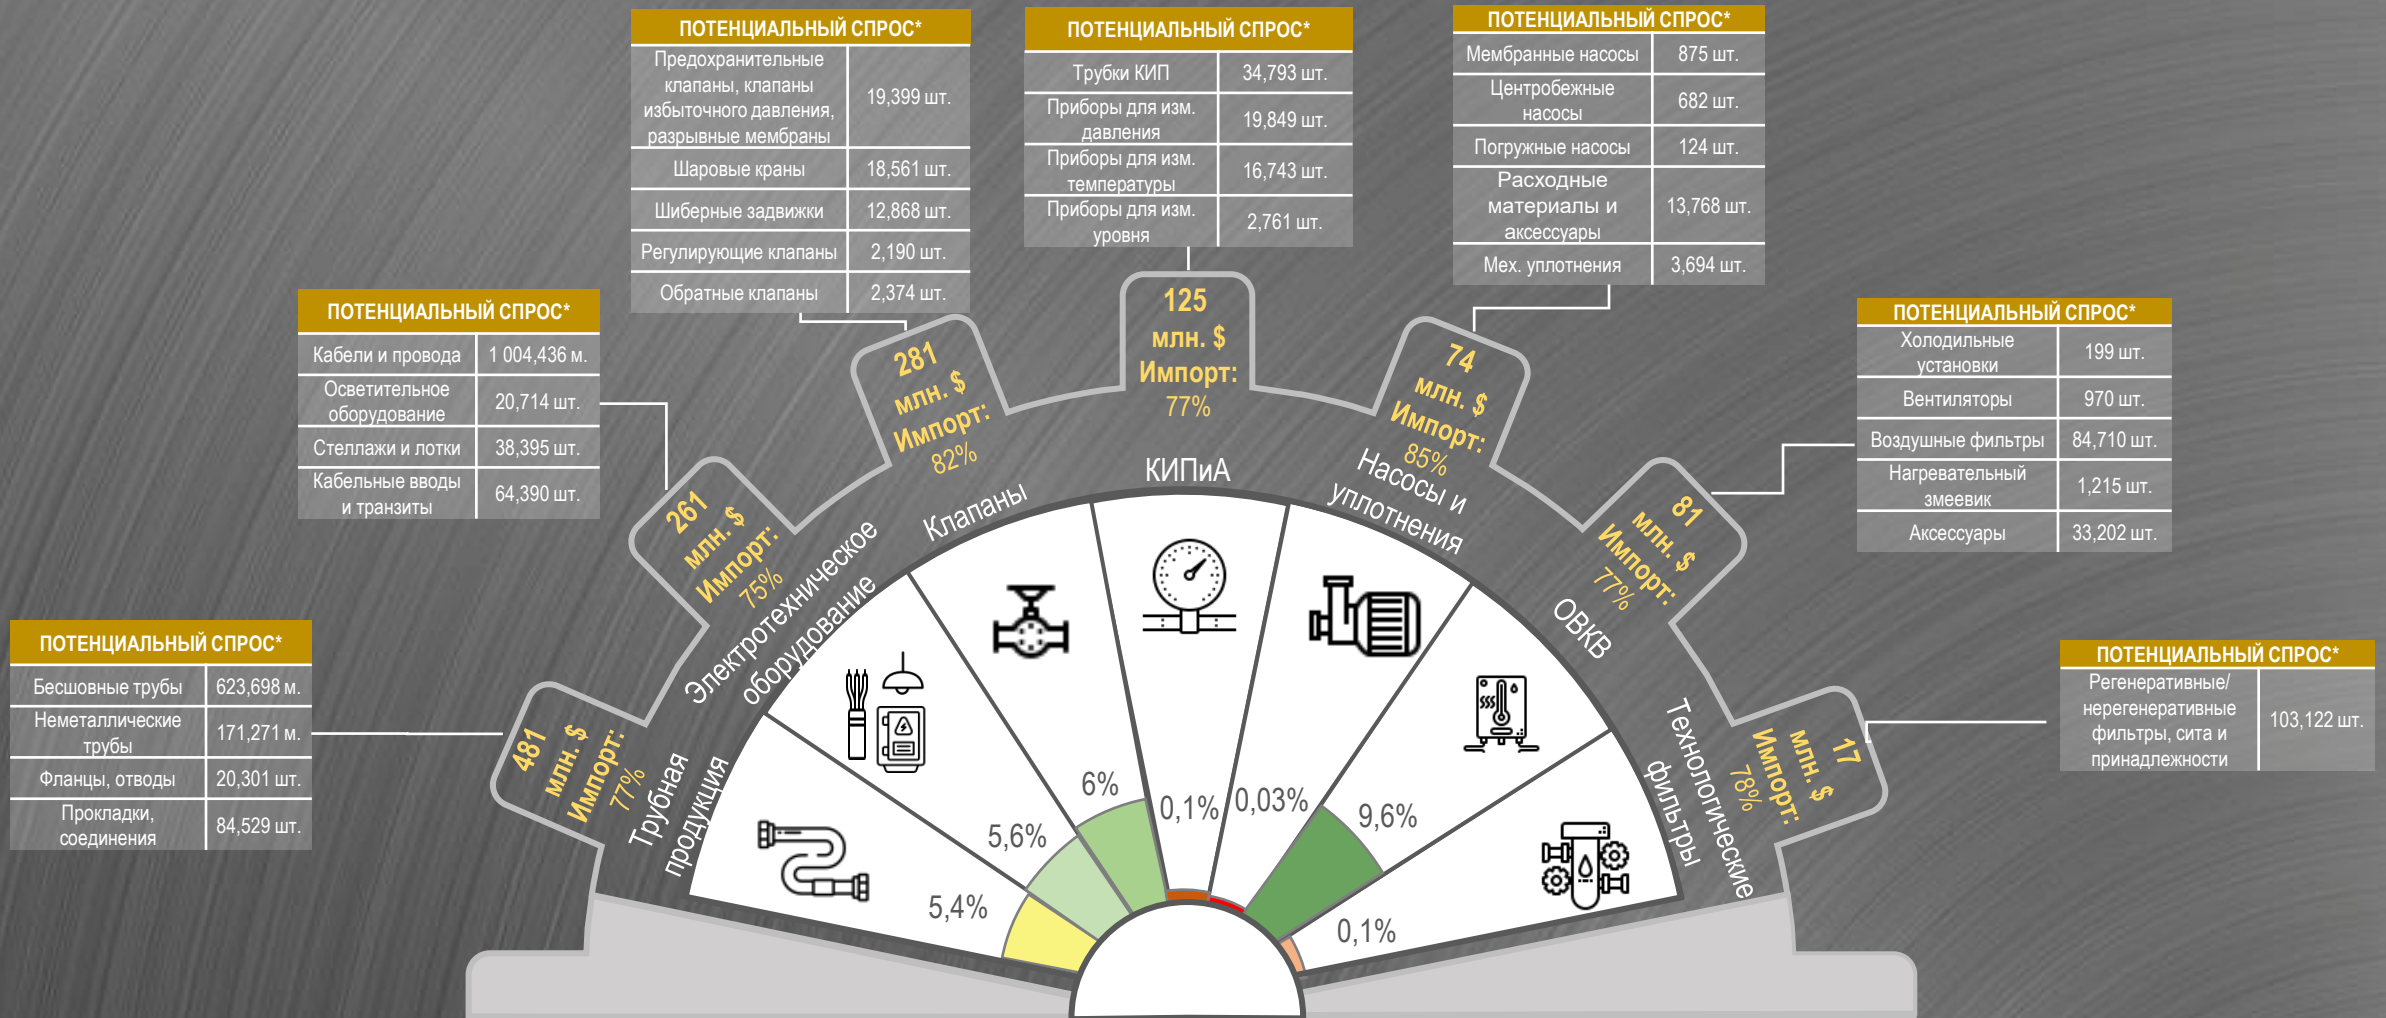 ПОТЕНЦИАЛЬНЫЙ СПРОС*
Предохранительные
клапаны, клапаны
избыточного давления,
разрывные мембраны
19,399 шт.
Шаровые краны
18,561 шт.
Шиберные задвижки
12,868 шт.
Регулирующие клапаны
2,190 шт.
Обратные клапаны
2,374 шт.
ПОТЕНЦИАЛЬНЫЙ СПРОС*
Трубки КИП
34,793 шт.
Приборы для изм.
давления
19,849 шт.
Приборы для изм.
температуры
16,743 шт.
Приборы для изм.
уровня
2,761 шт.
ПОТЕНЦИАЛЬНЫЙ СПРОС*
Мембранные насосы
875 шт.
Центробежные
насосы
682 шт.
Погружные насосы
124 шт.
Расходные
материалы и
аксессуары
13,768 шт.
Мех. уплотнения
3,694 шт.
ПОТЕНЦИАЛЬНЫЙ СПРОС*
Кабели и провода
1 004,436 м.
Осветительное
оборудование
20,714 шт.
Стеллажи и лотки
38,395 шт.
Кабельные вводы
и транзиты
64,390 шт.
ПОТЕНЦИАЛЬНЫЙ СПРОС*
Холодильные
установки
199 шт.
Вентиляторы
970 шт.
Воздушные фильтры
84,710 шт.
Нагревательный
змеевик
1,215 шт.
Аксессуары
33,202 шт.
ПОТЕНЦИАЛЬНЫЙ СПРОС*
Бесшовные трубы
623,698 м.
Неметаллические
трубы
171,271 м.
Фланцы, отводы
20,301 шт.
Прокладки,
соединения
84,529 шт.
ПОТЕНЦИАЛЬНЫЙ СПРОС*
Регенеративные/
нерегенеративные
фильтры, сита и
принадлежности
103,122 шт.
481
млн. $
Импорт:
77%
Трубная
продукция
5,4%
261
млн. $
Импорт:
75%
Электротехническое
оборудование
5,6%
281
млн. $
Импорт:
82%
Клапаны
6%
125
млн. $
Импорт:
77%
КИПиА
0,1%
74
млн. $
Импорт:
85%
Насосы и
уплотнения
0,03%
81
млн. $
Импорт:
77%
ОВКВ
9,6%
17
млн. $
Импорт:
78%
Технологические
фильтры
0,1%